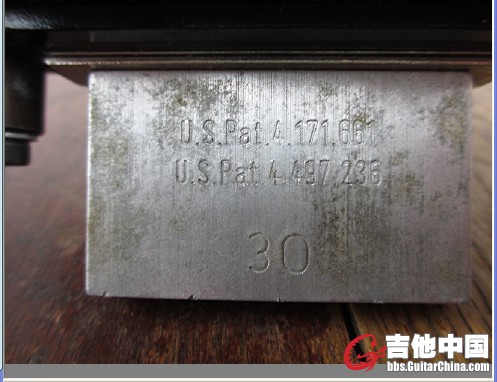 U.S.Pat.4.171.661
U.S.Pat.4.497.236
30
吉他中国
bbs.GuitarChina.com